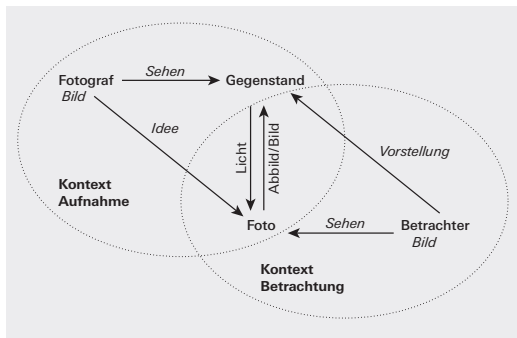 Fotograf
Bild
Sehen
Gegenstand
Idee
Licht
Abbild/Bild
Vorstellung
Kontext
Aufnahme
Foto
Sehen
Betrachter
Bild
Kontext
Betrachtung